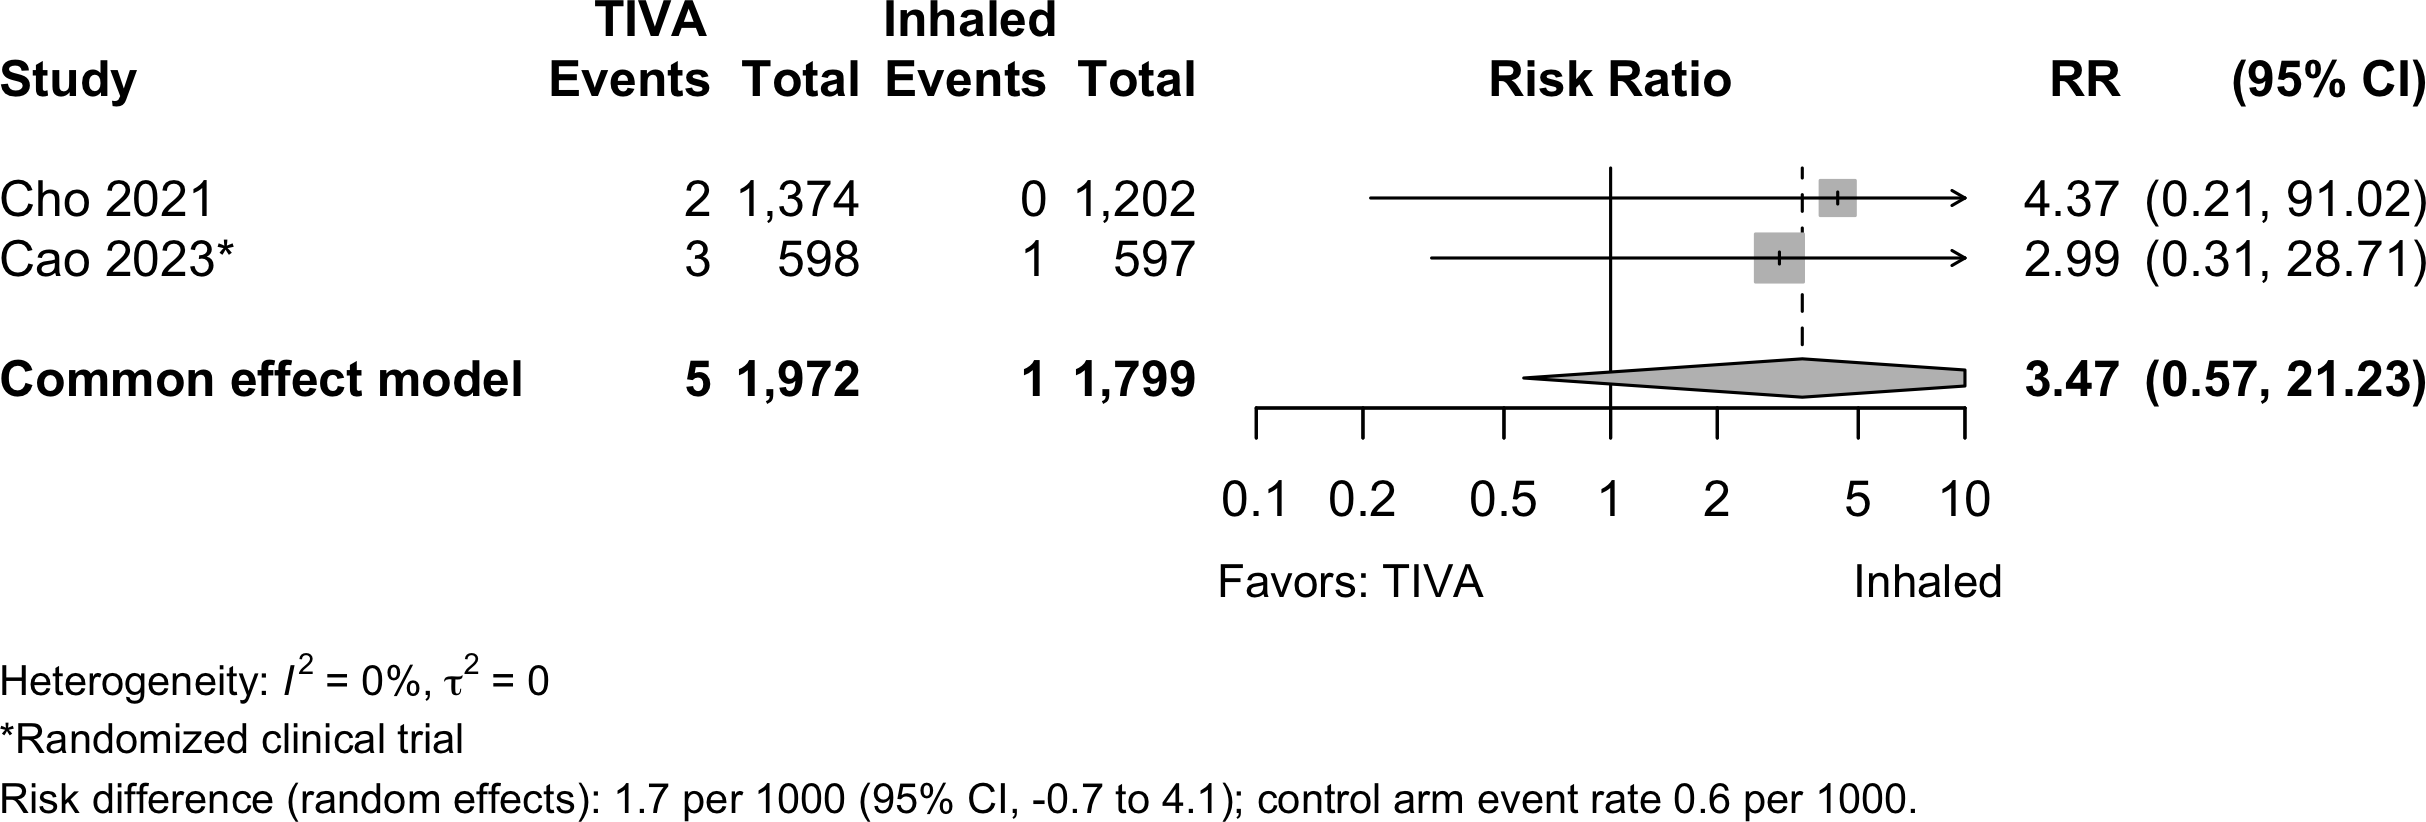 TIVA Inhaled
Study Events Total Events Total Risk Ratio RR (95% CI)
Cho 2021 2 1,374 0 1,202 4.37 (0.21, 91.02)
Cao 2023* 3 598 1 597 2.99 (0.31, 28.71)
Common effect model 5 1,972 1 1,799 3.47 (0.57, 21.23)
0.1 0.2 0.5 1 2 5 10
Favors: TIVA Inhaled
Heterogeneity: I² = 0%, τ² = 0
*Randomized clinical trial
Risk difference (random effects): 1.7 per 1000 (95% CI, -0.7 to 4.1); control arm event rate 0.6 per 1000.